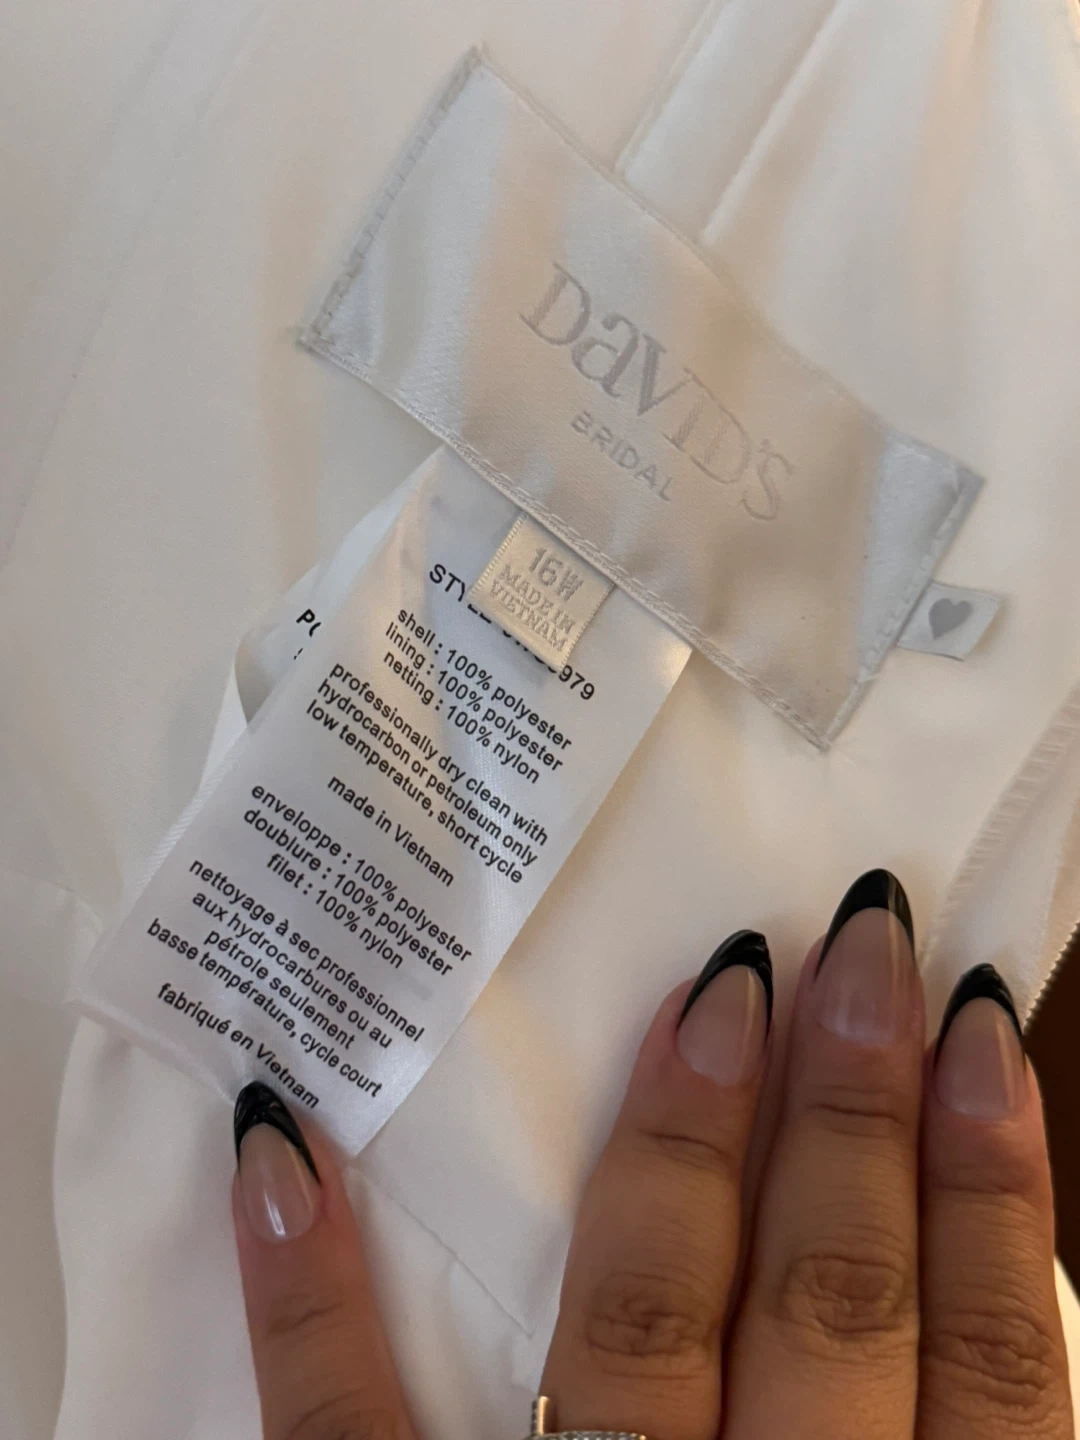 DaVID'S
BRIDAL
16W
MADE IN
VIETNAM
shell : 100% polyester
lining : 100% polyester
netting : 100% nylon
professionally dry clean with
hydrocarbon or petroleum only
low temperature, short cycle
made in Vietnam
enveloppe : 100% polyester
doublure : 100% polyester
filet : 100% nylon
nettoyage à sec professionnel
aux hydrocarbures ou au
pétrole seulement
basse température, cycle court
fabriqué en Vietnam